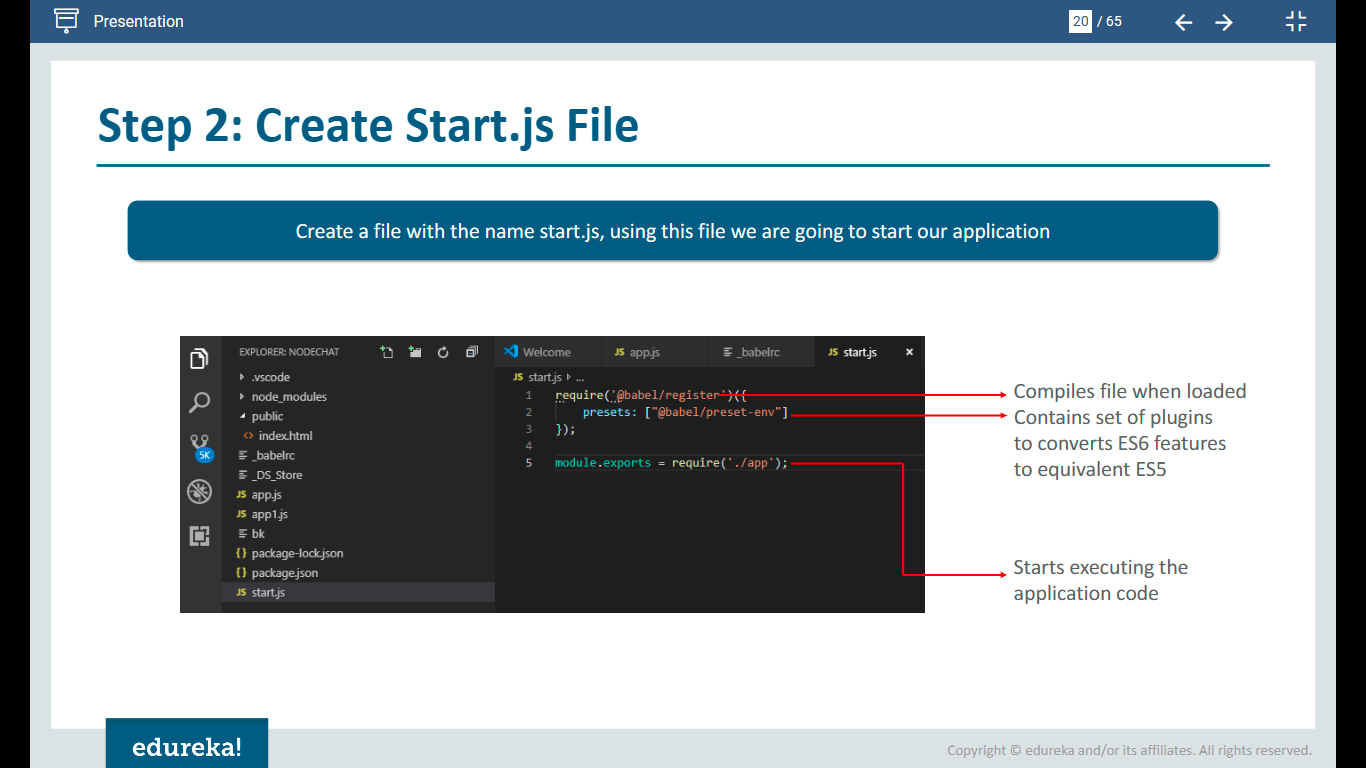 Presentation
20 / 65
Step 2: Create Start.js File
Create a file with the name start.js, using this file we are going to start our application
EXPLORER: NODECHAT
.vscode
node_modules
public
<> index.html
_babelrc
_DS_Store
JS app.js
JS app1.js
bk
{} package-lock.json
{} package.json
JS start.js
5K
Welcome
JS app.js
_babelrc
JS start.js ×
JS start.js ...
1 require('@babel/register')({
2 presets: ["@babel/preset-env"]
3 });
4
5 module.exports = require('./app');
Compiles file when loaded
Contains set of plugins
to converts ES6 features
to equivalent ES5
Starts executing the
application code
edureka!
Copyright © edureka and/or its affiliates. All rights reserved.